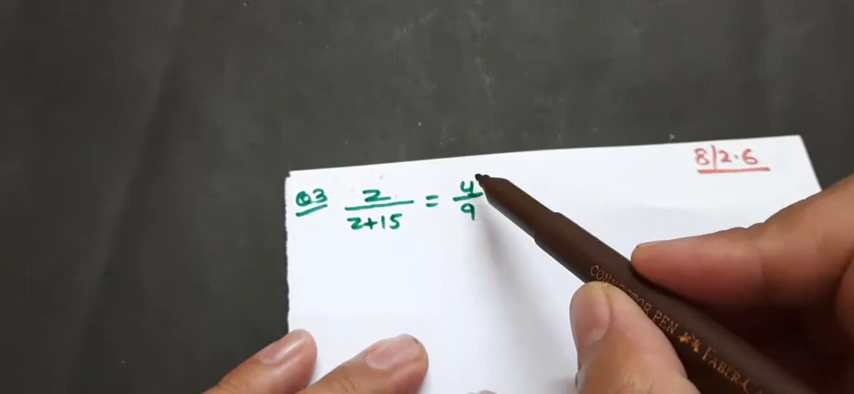 8/2.6
Q3 z/(z+15) = 4/9
CONNECTOR PEN FABER-C